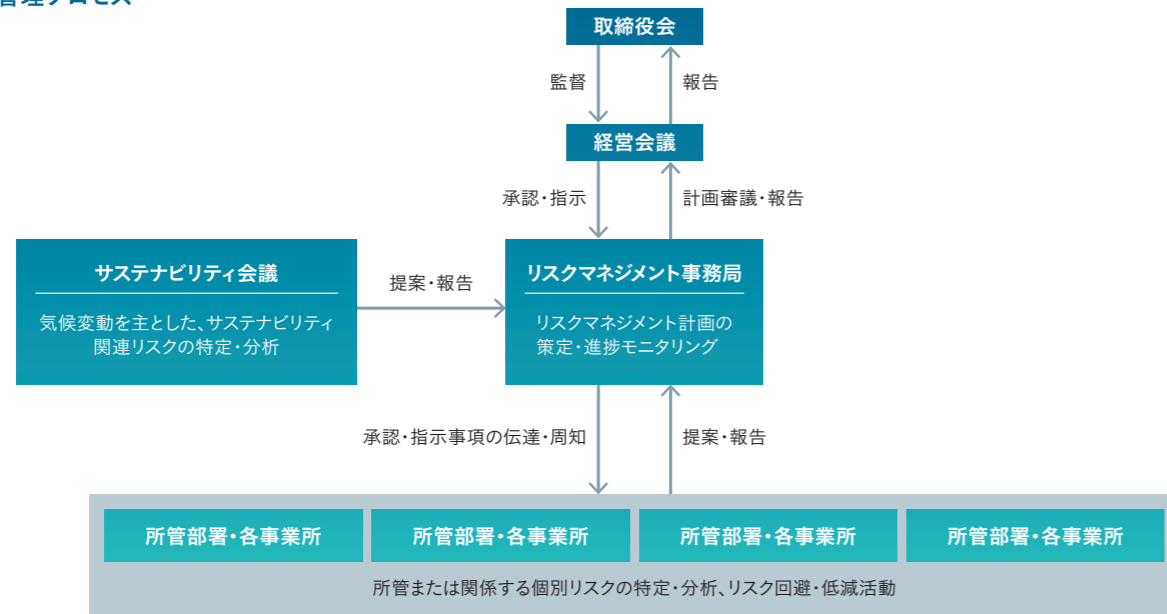 管理プロセス
取締役会
監督
報告
経営会議
承認・指示
計画審議・報告
サステナビリティ会議
気候変動を主とした、サステナビリティ
関連リスクの特定・分析
提案・報告
リスクマネジメント事務局
リスクマネジメント計画の
策定・進捗モニタリング
承認・指示事項の伝達・周知
提案・報告
所管部署・各事業所
所管部署・各事業所
所管部署・各事業所
所管部署・各事業所
所管または関係する個別リスクの特定・分析、リスク回避・低減活動